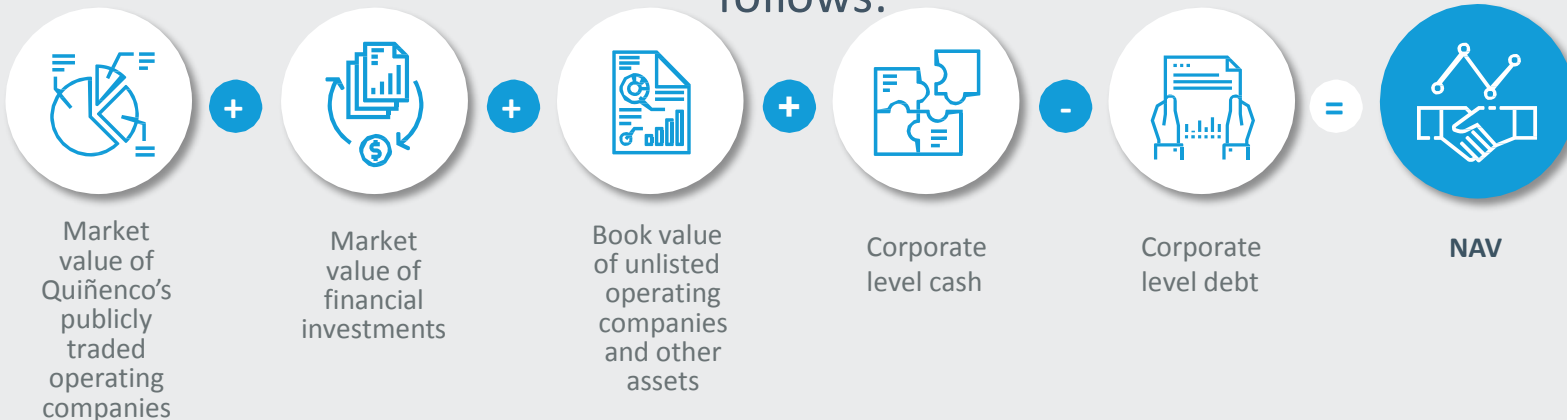 follows:
+ + + - =
Market
value of
Quiñenco’s
publicly
traded
operating
companies
Market
value of
financial
investments
Book value
of unlisted
operating
companies
and other
assets
Corporate
level cash
Corporate
level debt
NAV